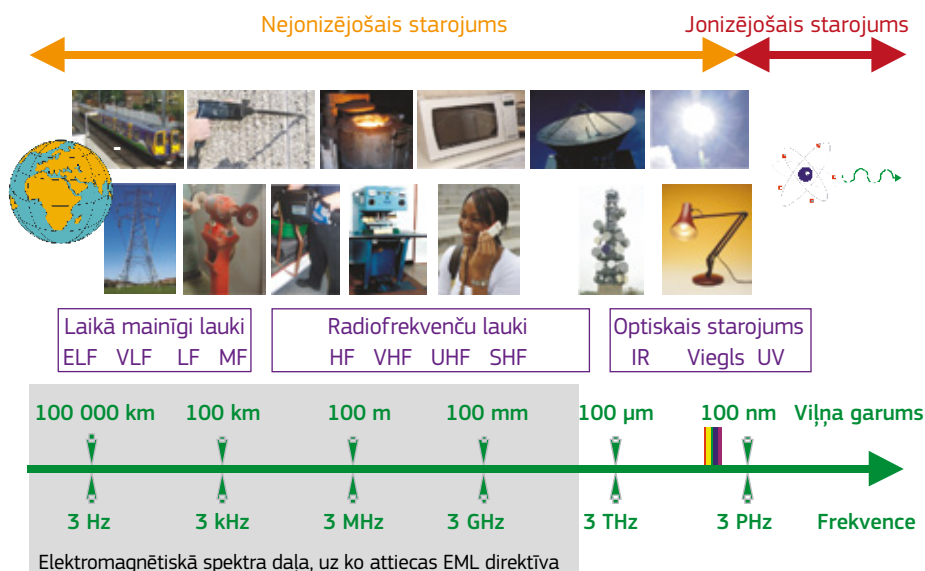 Nejonizējošais starojums Jonizējošais starojums
Laikā mainīgi lauki Radiofrekvenču lauki Optiskais starojums
ELF VLF LF MF HF VHF UHF SHF IR Viegls UV
100 000 km 100 km 100 m 100 mm 100 µm 100 nm Viļņa garums
3 Hz 3 kHz 3 MHz 3 GHz 3 THz 3 PHz Frekvence
Elektromagnētiskā spektra daļa, uz ko attiecas EML direktīva